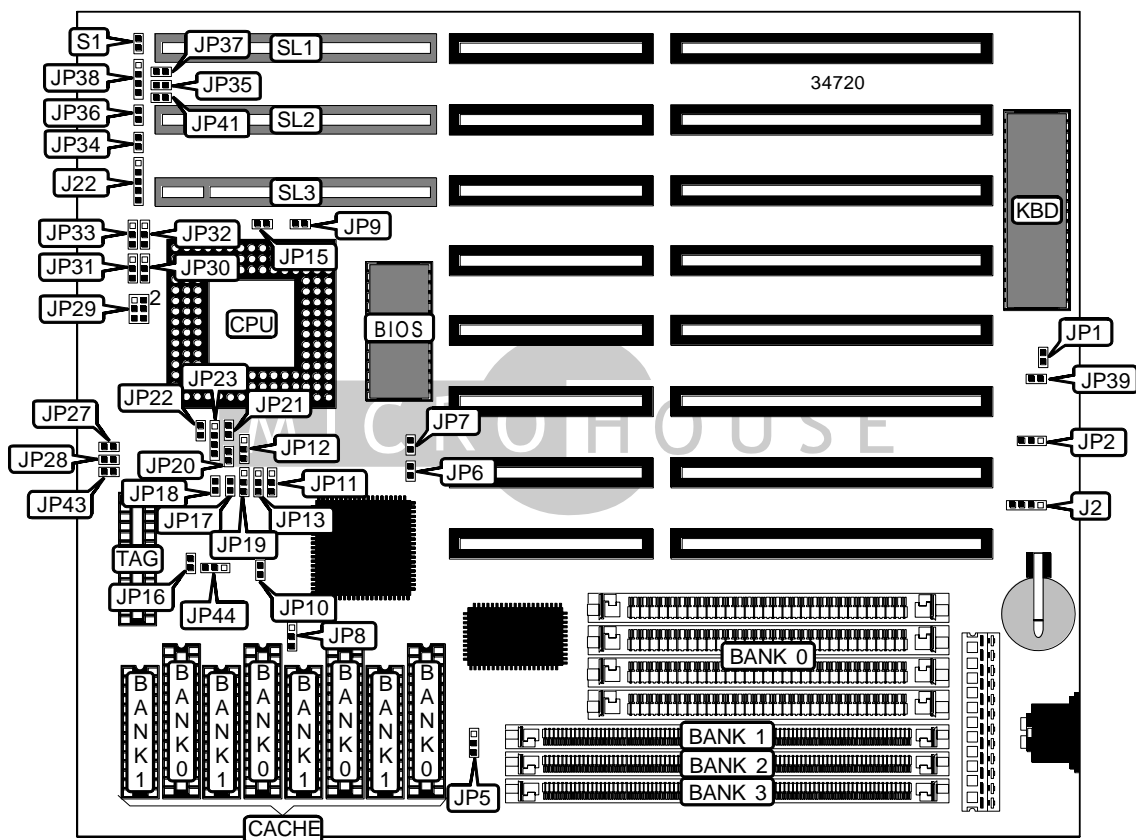 S1
JP37
SL1
JP38
JP35
34720
JP36
JP41
SL2
JP34
J22
SL3
KBD
JP33
JP32
JP9
JP15
JP31
JP30
JP29
2
CPU
BIOS
JP1
JP39
JP23
JP22
JP21
JP27
JP7
MICROHOUSE
JP12
JP2
JP28
JP20
JP6
JP43
JP18
JP11
JP17
JP13
J2
JP19
TAG
JP16
JP44
JP10
JP8
BANK 0
BANK1
BANK0
BANK1
BANK0
BANK1
BANK0
BANK1
BANK0
BANK 1
BANK 2
BANK 3
JP5
CACHE